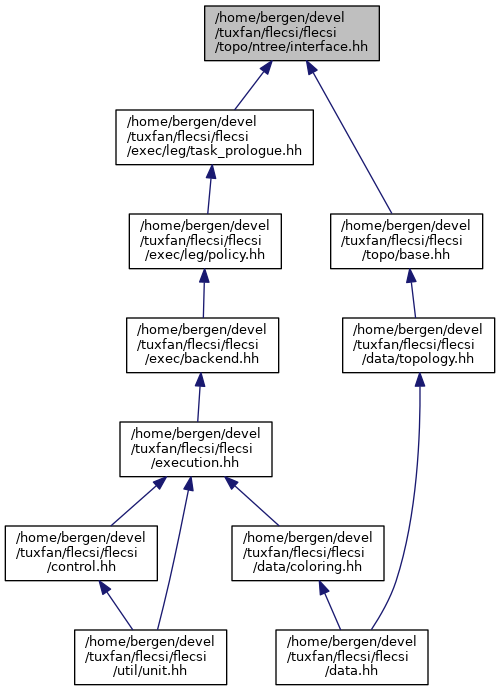 /home/bergen/devel
/tuxfan/flecsi/flecsi
/topo/ntree/interface.hh
/home/bergen/devel
/tuxfan/flecsi/flecsi
/exec/leg/task_prologue.hh
/home/bergen/devel
/tuxfan/flecsi/flecsi
/exec/leg/policy.hh
/home/bergen/devel
/tuxfan/flecsi/flecsi
/topo/base.hh
/home/bergen/devel
/tuxfan/flecsi/flecsi
/exec/backend.hh
/home/bergen/devel
/tuxfan/flecsi/flecsi
/data/topology.hh
/home/bergen/devel
/tuxfan/flecsi/flecsi
/execution.hh
/home/bergen/devel
/tuxfan/flecsi/flecsi
/control.hh
/home/bergen/devel
/tuxfan/flecsi/flecsi
/data/coloring.hh
/home/bergen/devel
/tuxfan/flecsi/flecsi
/util/unit.hh
/home/bergen/devel
/tuxfan/flecsi/flecsi
/data.hh